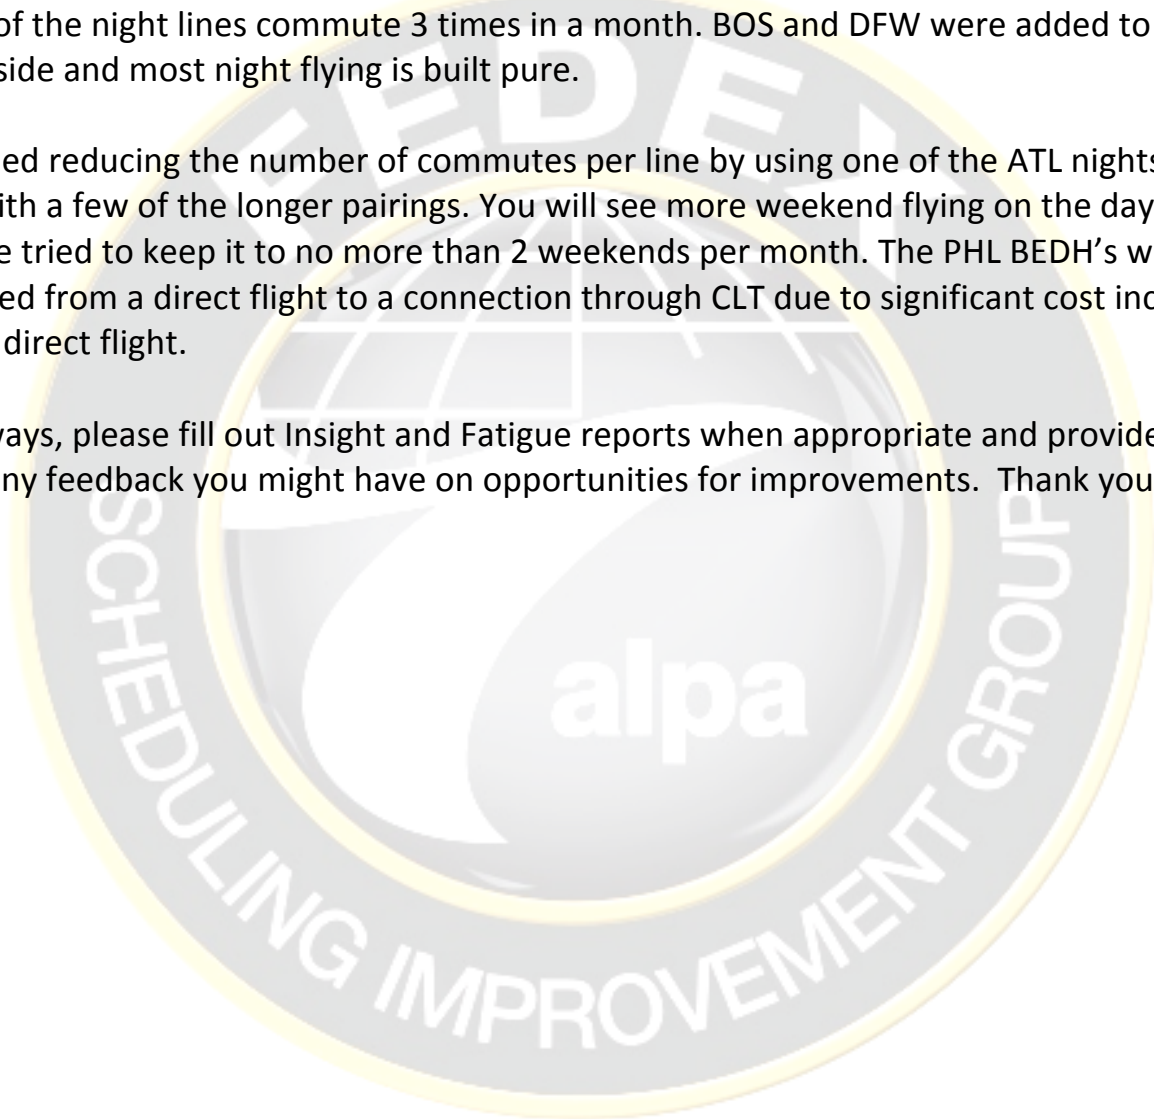 of the night lines commute 3 times in a month. BOS and DFW were added to
side and most night flying is built pure.
ed reducing the number of commutes per line by using one of the ATL nights
ith a few of the longer pairings. You will see more weekend flying on the day
e tried to keep it to no more than 2 weekends per month. The PHL BEDH’s w
ed from a direct flight to a connection through CLT due to significant cost inc
direct flight.
ways, please fill out Insight and Fatigue reports when appropriate and provide
ny feedback you might have on opportunities for improvements.  Thank you
FEDEX
alpa
SCHEDULING IMPROVEMENT GROUP